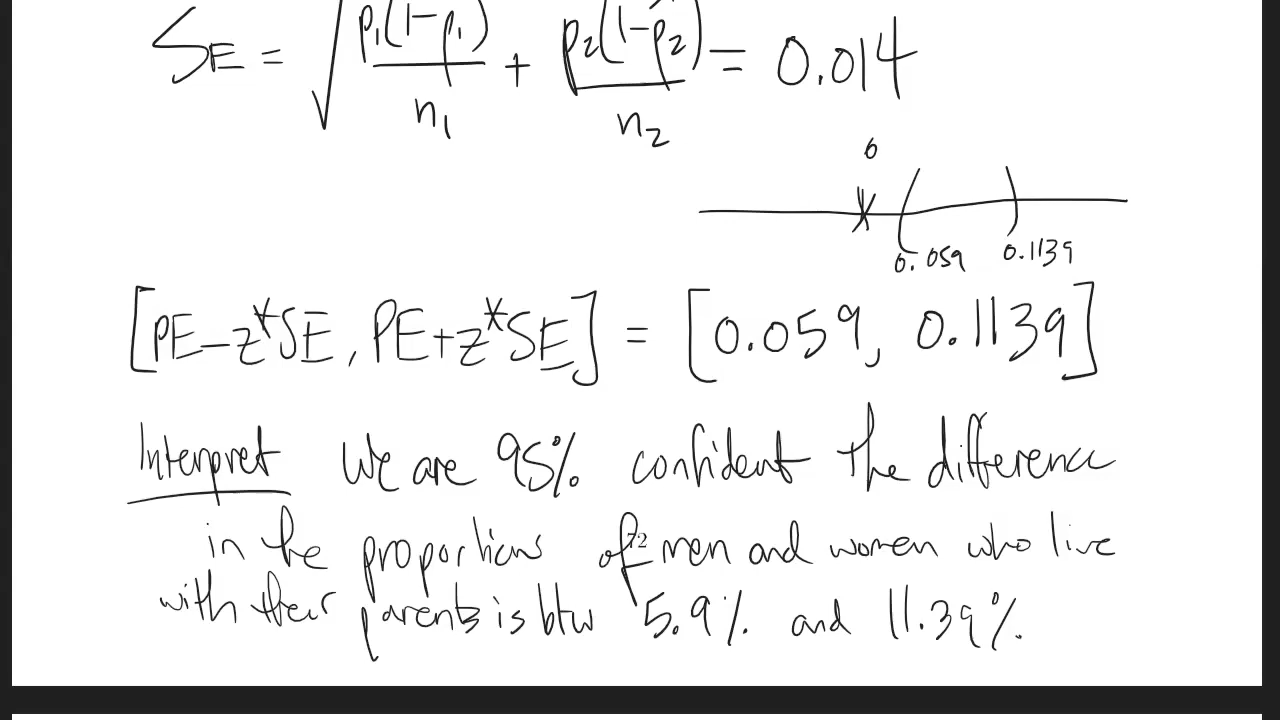 SE = √ p₁(1-p₁) / n₁ + p₂(1-p̂₂) / n₂ = 0.014
0
0.059 0.1139
[PE-z*SE, PE+z*SE] = [0.059, 0.1139]
Interpret We are 95% confident the difference
in the proportions of men and women who live
72
with their parents is btw 5.9% and 11.39%.